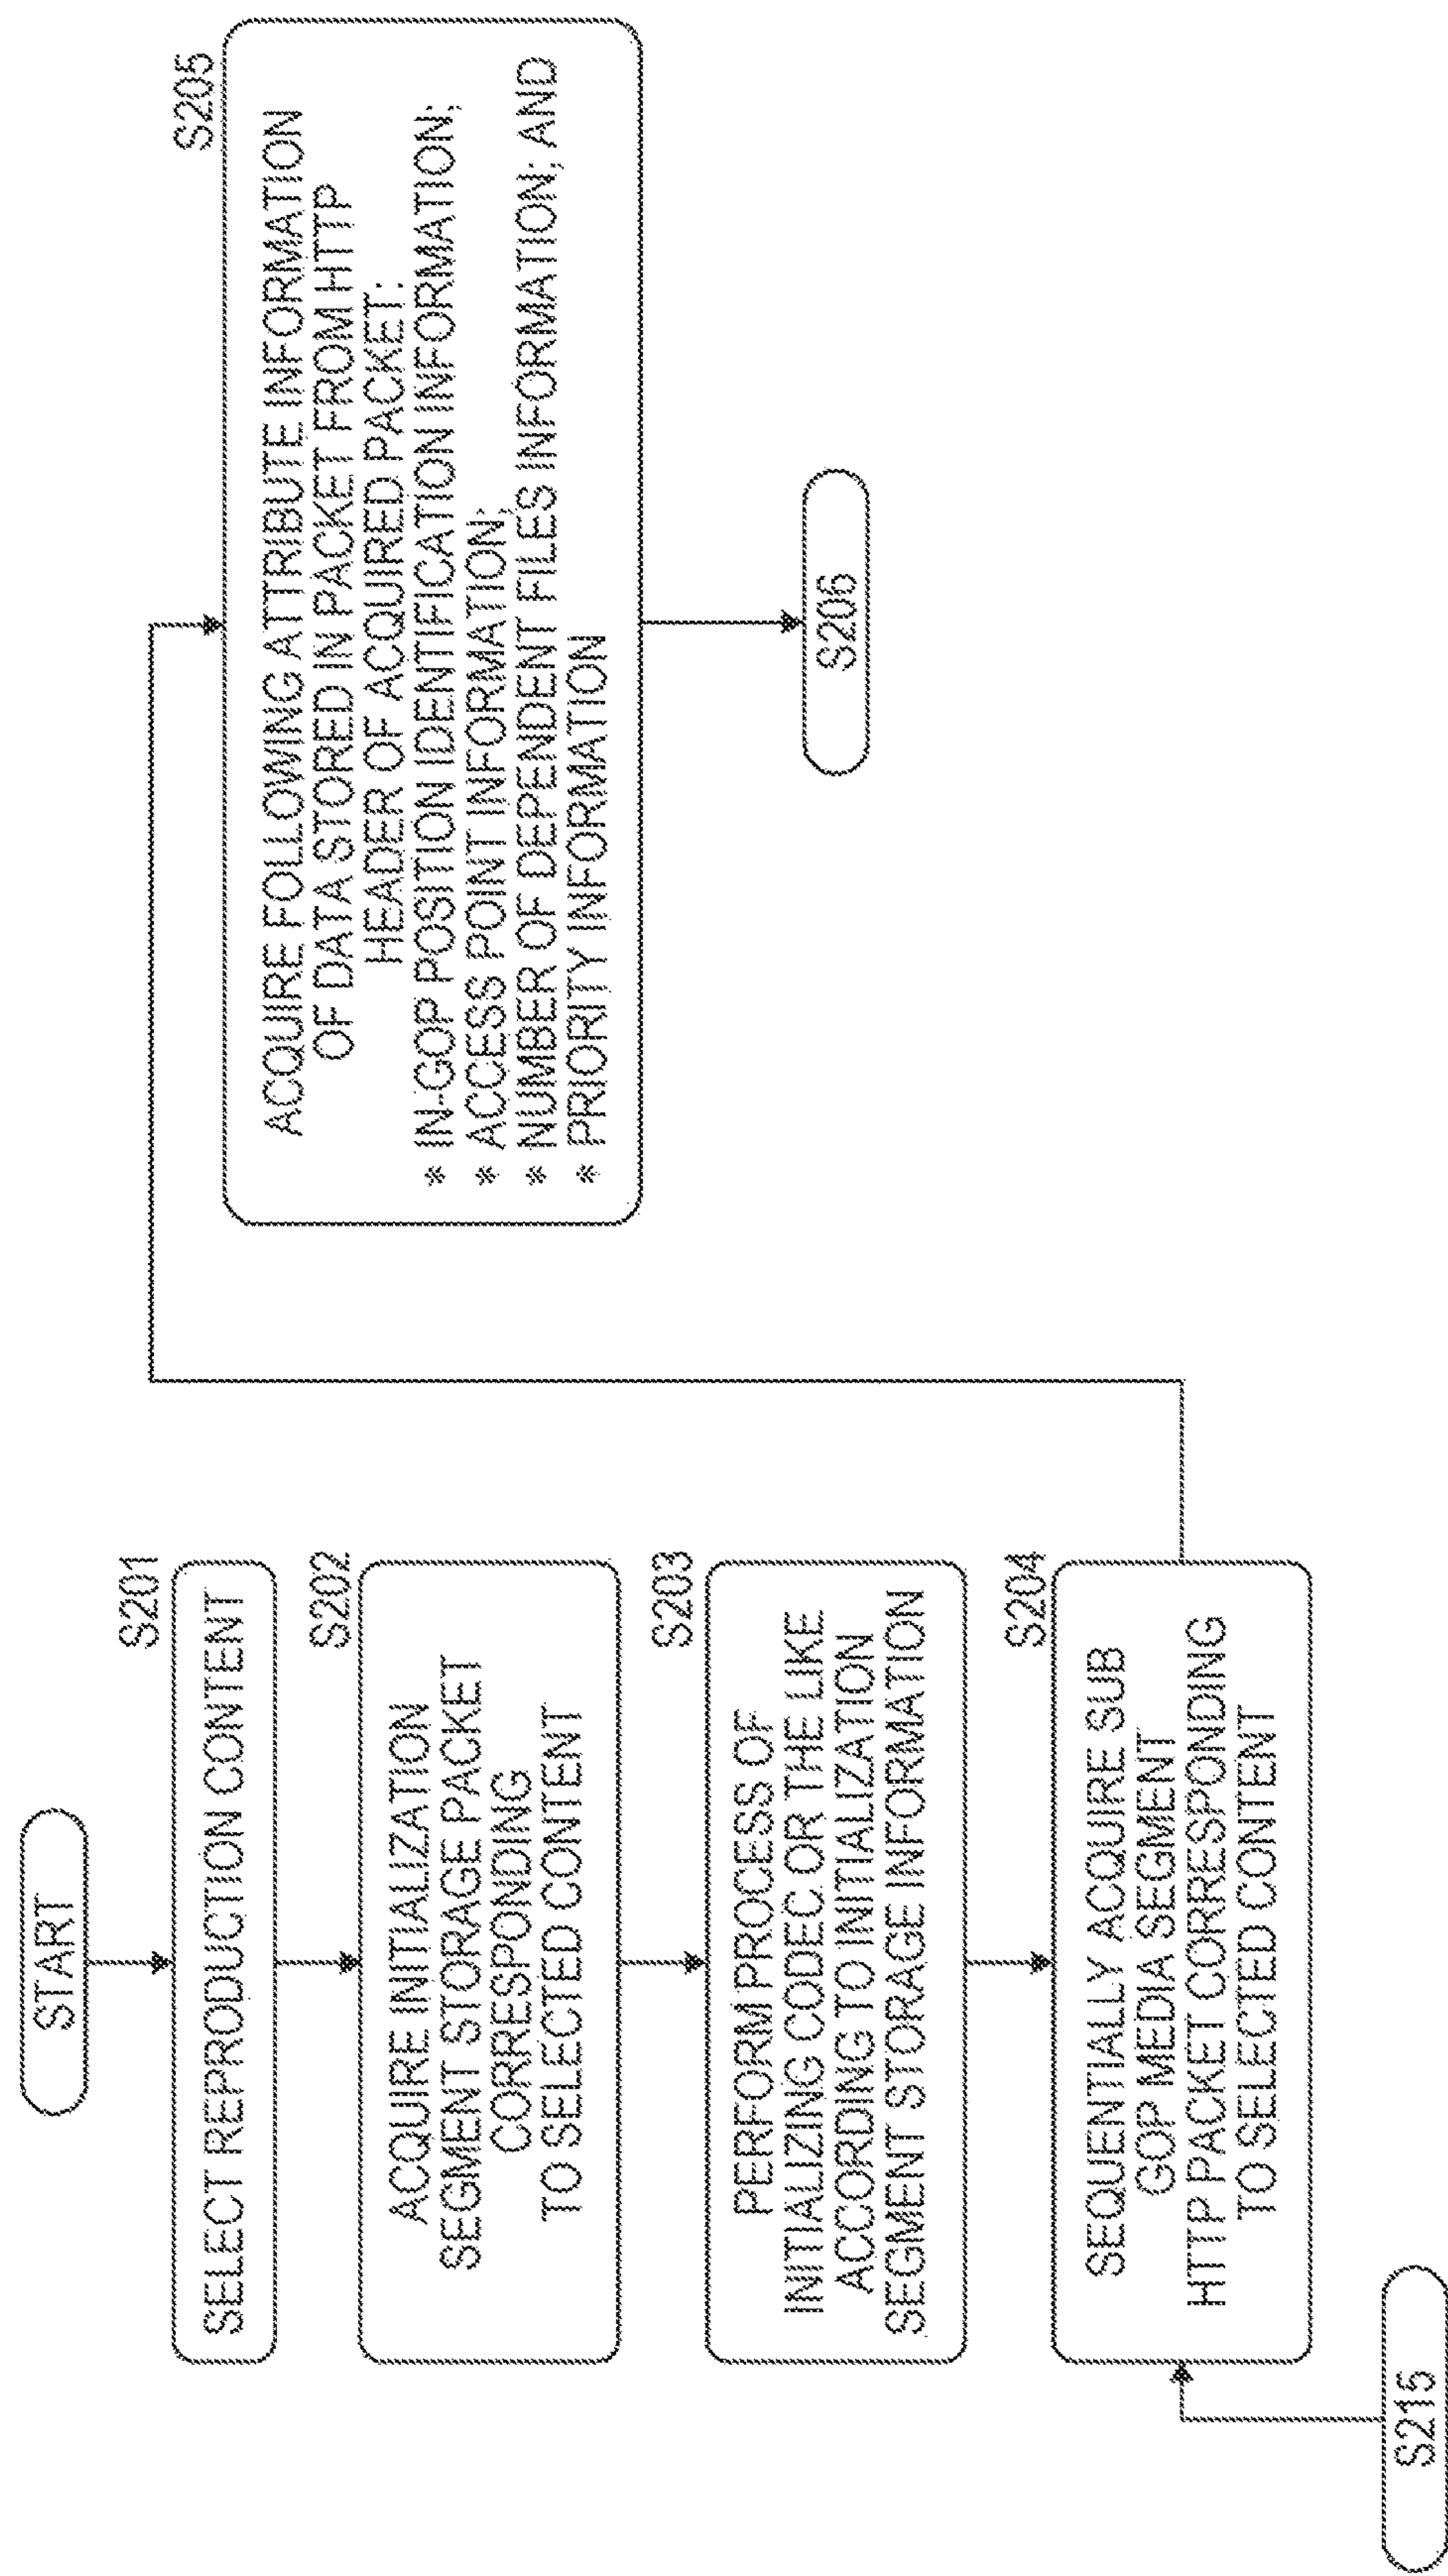 START
S201
SELECT REPRODUCTION CONTENT
S202
ACQUIRE INITIALIZATION
SEGMENT STORAGE PACKET
CORRESPONDING
TO SELECTED CONTENT
S203
PERFORM PROCESS OF
INITIALIZING CODEC OR THE LIKE
ACCORDING TO INITIALIZATION
SEGMENT STORAGE INFORMATION
S204
SEQUENTIALLY ACQUIRE SUB
GOP MEDIA SEGMENT
HTTP PACKET CORRESPONDING
TO SELECTED CONTENT
S215
S205
ACQUIRE FOLLOWING ATTRIBUTE INFORMATION
OF DATA STORED IN PACKET FROM HTTP
HEADER OF ACQUIRED PACKET:
* IN-GOP POSITION IDENTIFICATION INFORMATION;
* ACCESS POINT INFORMATION;
* NUMBER OF DEPENDENT FILES INFORMATION; AND
* PRIORITY INFORMATION
S206